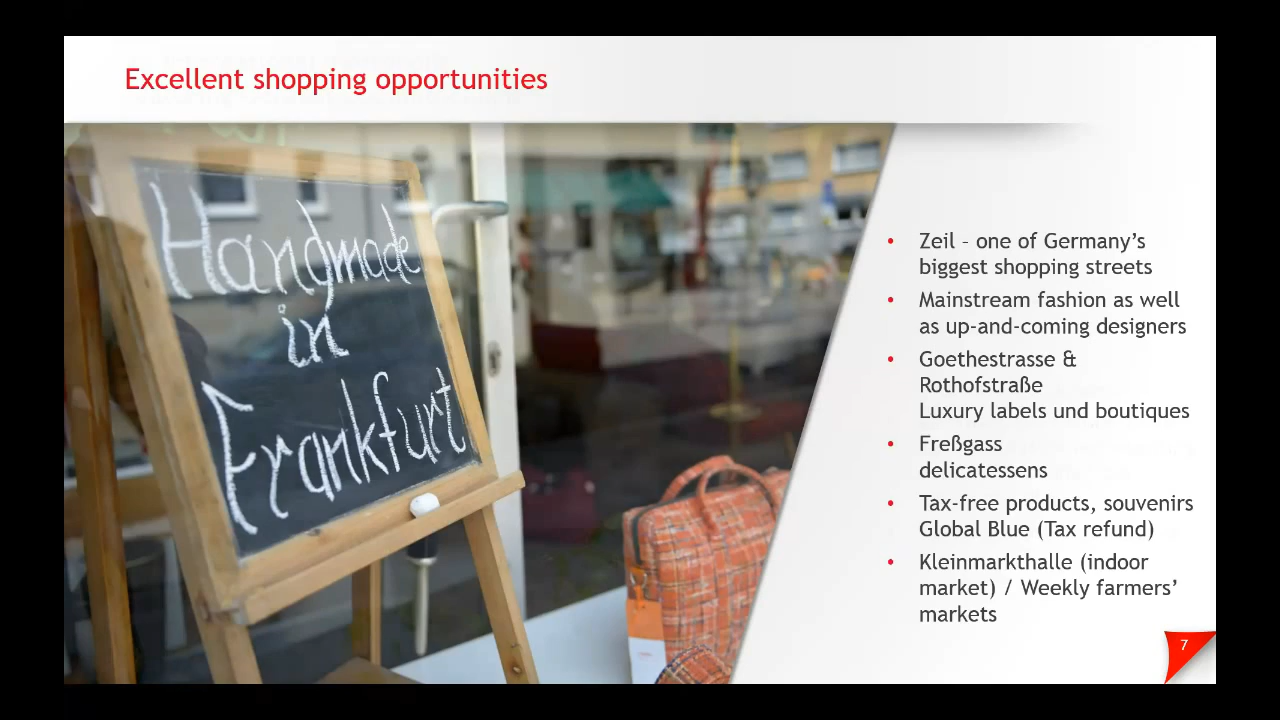 Excellent shopping opportunities
Handmade
in
Frankfurt
• Zeil – one of Germany’s
biggest shopping streets
• Mainstream fashion as well
as up-and-coming designers
• Goethestrasse &
Rothofstraße
Luxury labels und boutiques
• Freßgass
delicatessens
• Tax-free products, souvenirs
Global Blue (Tax refund)
• Kleinmarkthalle (indoor
market) / Weekly farmers’
markets
7